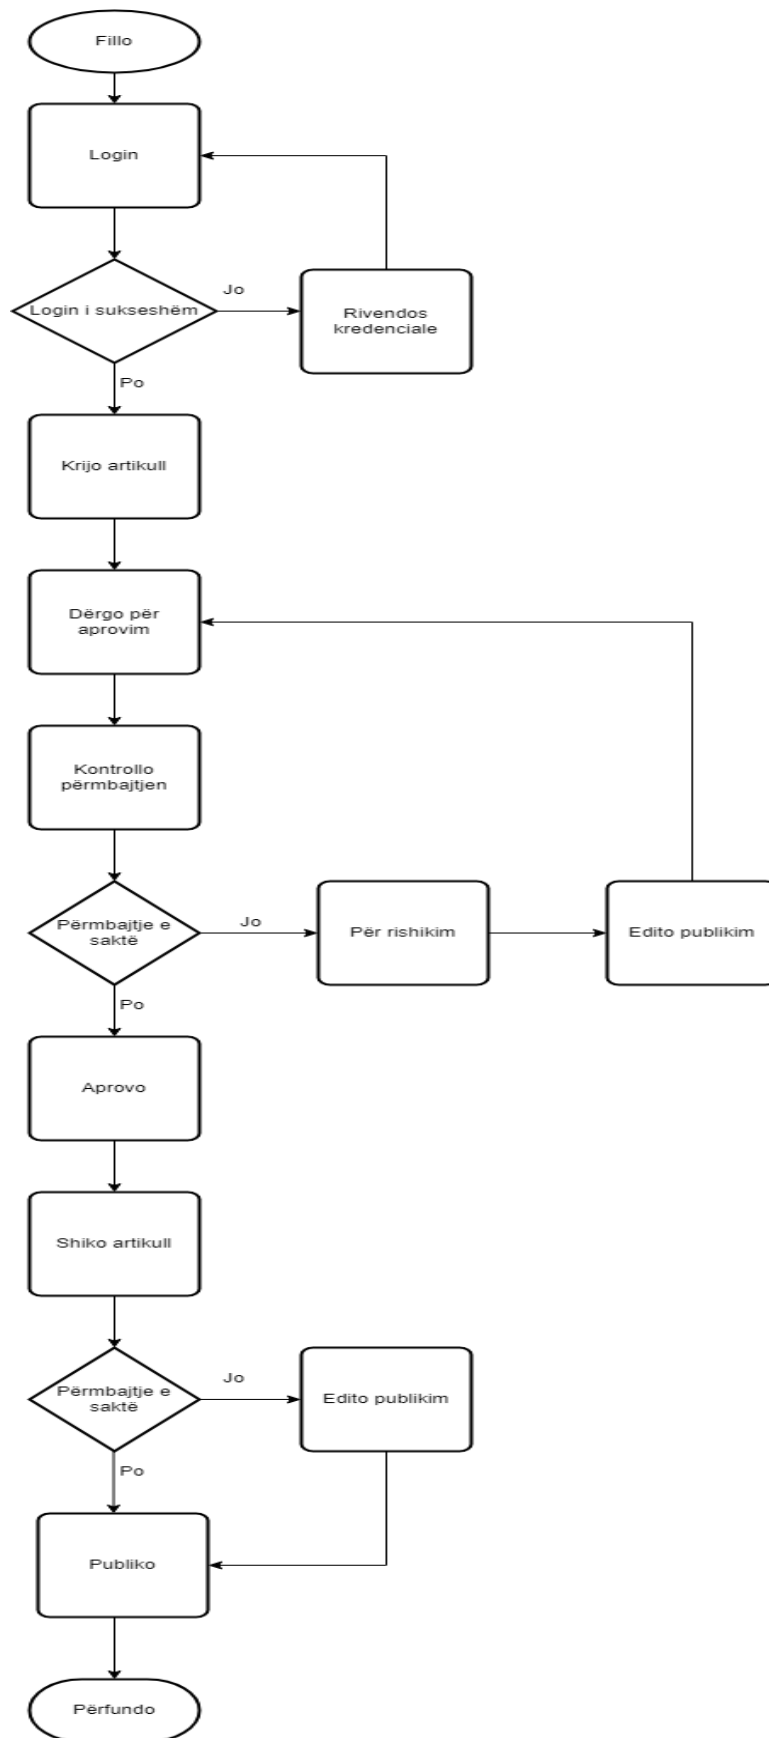 Fillo
Login
Login i sukseshëm
Jo
Rivendos
kredenciale
Po
Krijo artikull
Dërgo për
aprovim
Kontrollo
përmbajtjen
Përmbajtje e
saktë
Jo
Për rishikim
Edito publikim
Po
Aprovo
Shiko artikull
Përmbajtje e
saktë
Jo
Edito publikim
Po
Publiko
Përfundo